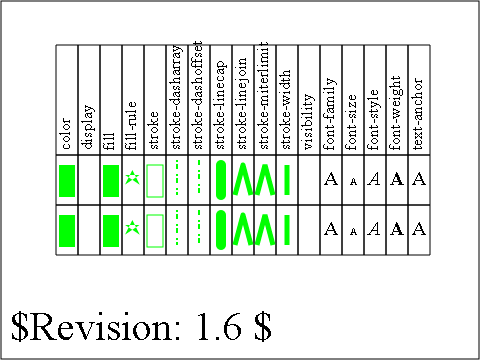 color
display
fill
fill-rule
stroke
stroke-dasharray
stroke-dashoffset
stroke-linecap
stroke-linejoin
stroke-miterlimit
stroke-width
visibility
font-family
font-size
font-style
font-weight
text-anchor
A A A A A
A A A A A
$Revision: 1.6 $